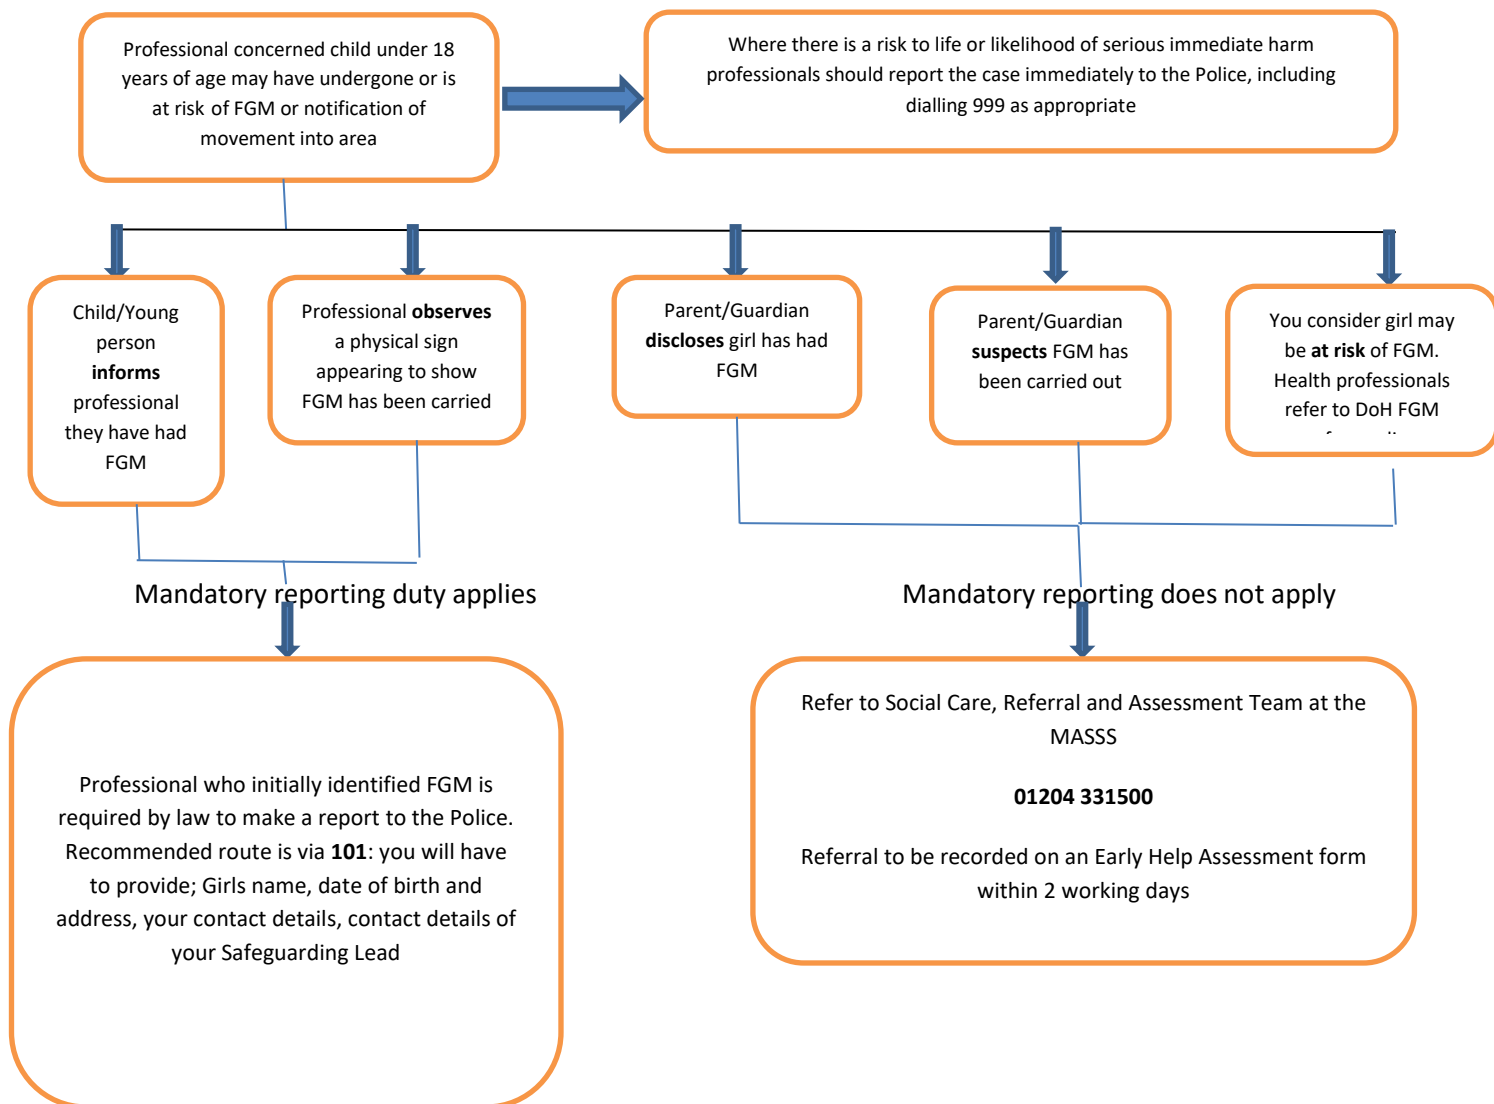 Professional concerned child under 18
years of age may have undergone or is
at risk of FGM or notification of
movement into area
Where there is a risk to life or likelihood of serious immediate harm
professionals should report the case immediately to the Police, including
dialling 999 as appropriate
Child/Young
person
informs
professional
they have had
FGM
Professional observes
a physical sign
appearing to show
FGM has been carried
Parent/Guardian
discloses girl has had
FGM
Parent/Guardian
suspects FGM has
been carried out
You consider girl may
be at risk of FGM.
Health professionals
refer to DoH FGM
Mandatory reporting duty applies
Mandatory reporting does not apply
Professional who initially identified FGM is
required by law to make a report to the Police.
Recommended route is via 101: you will have
to provide; Girls name, date of birth and
address, your contact details, contact details of
your Safeguarding Lead
Refer to Social Care, Referral and Assessment Team at the
MASSS
01204 331500
Referral to be recorded on an Early Help Assessment form
within 2 working days